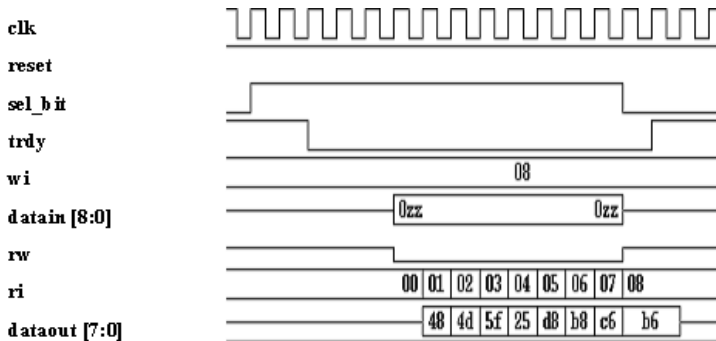 clk
reset
sel_bit
trdy
wi 08
datain [8:0] 0zz 0zz
rw
ri 00 01 02 03 04 05 06 07 08
dataout [7:0] 48 4d 5f 25 d8 b8 c6 b6